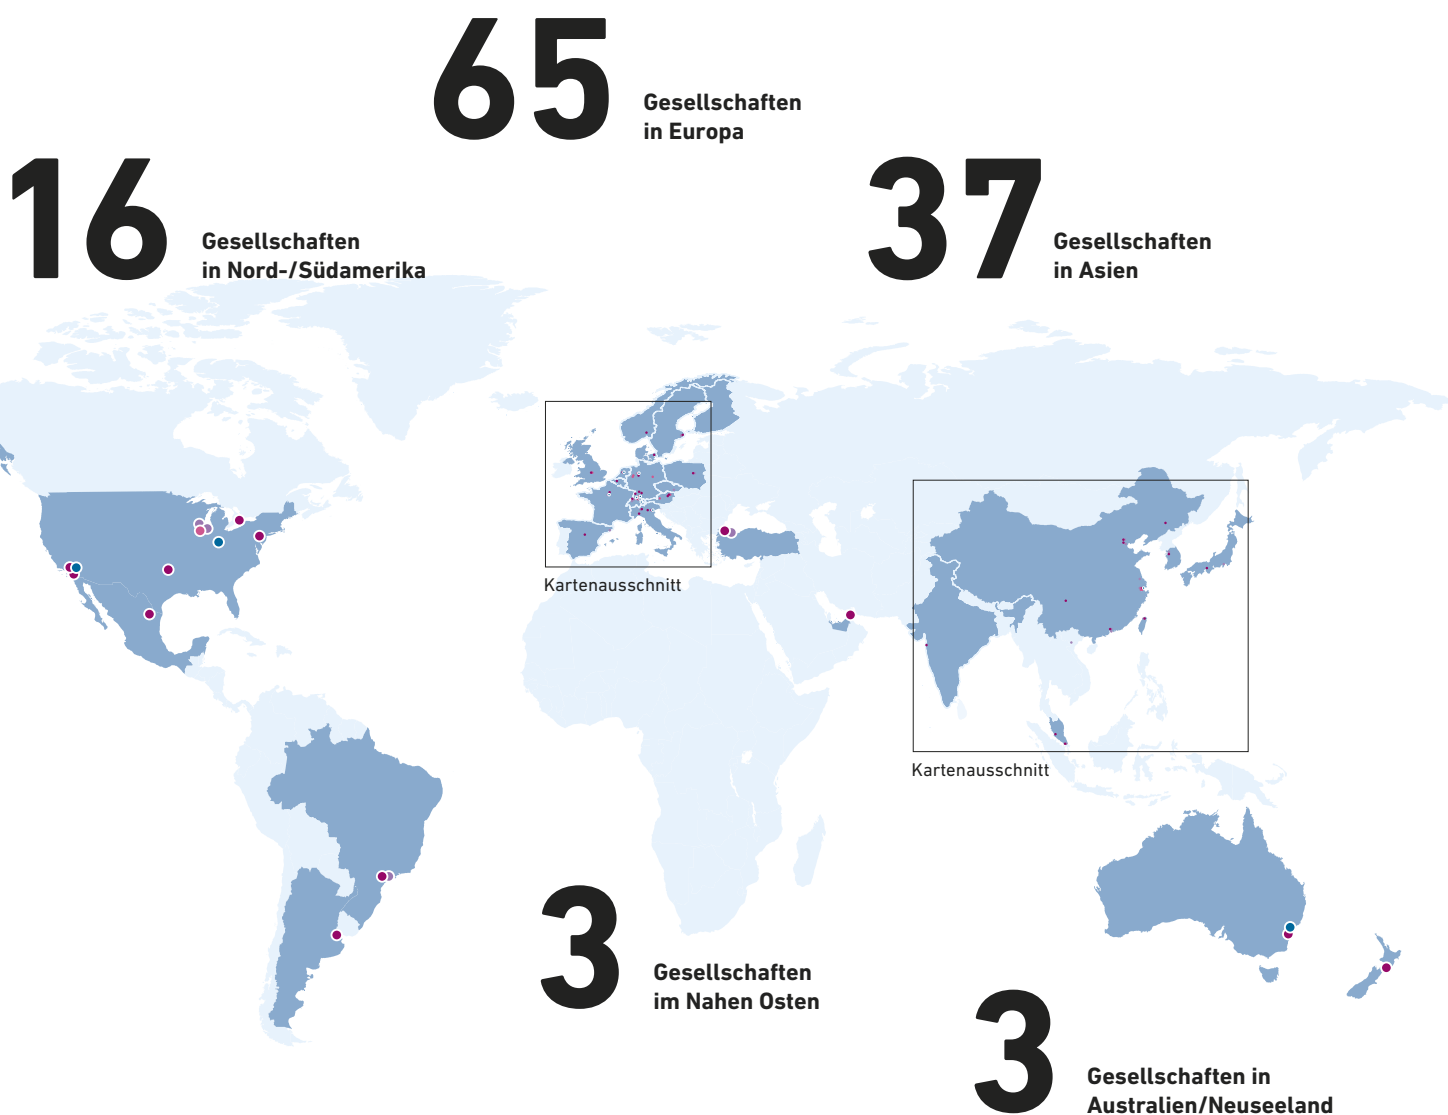 65
Gesellschaften
in Europa
16
Gesellschaften
in Nord-/Südamerika
37
Gesellschaften
in Asien
Kartenausschnitt
Kartenausschnitt
3
Gesellschaften
im Nahen Osten
3
Gesellschaften in
Australien/Neuseeland